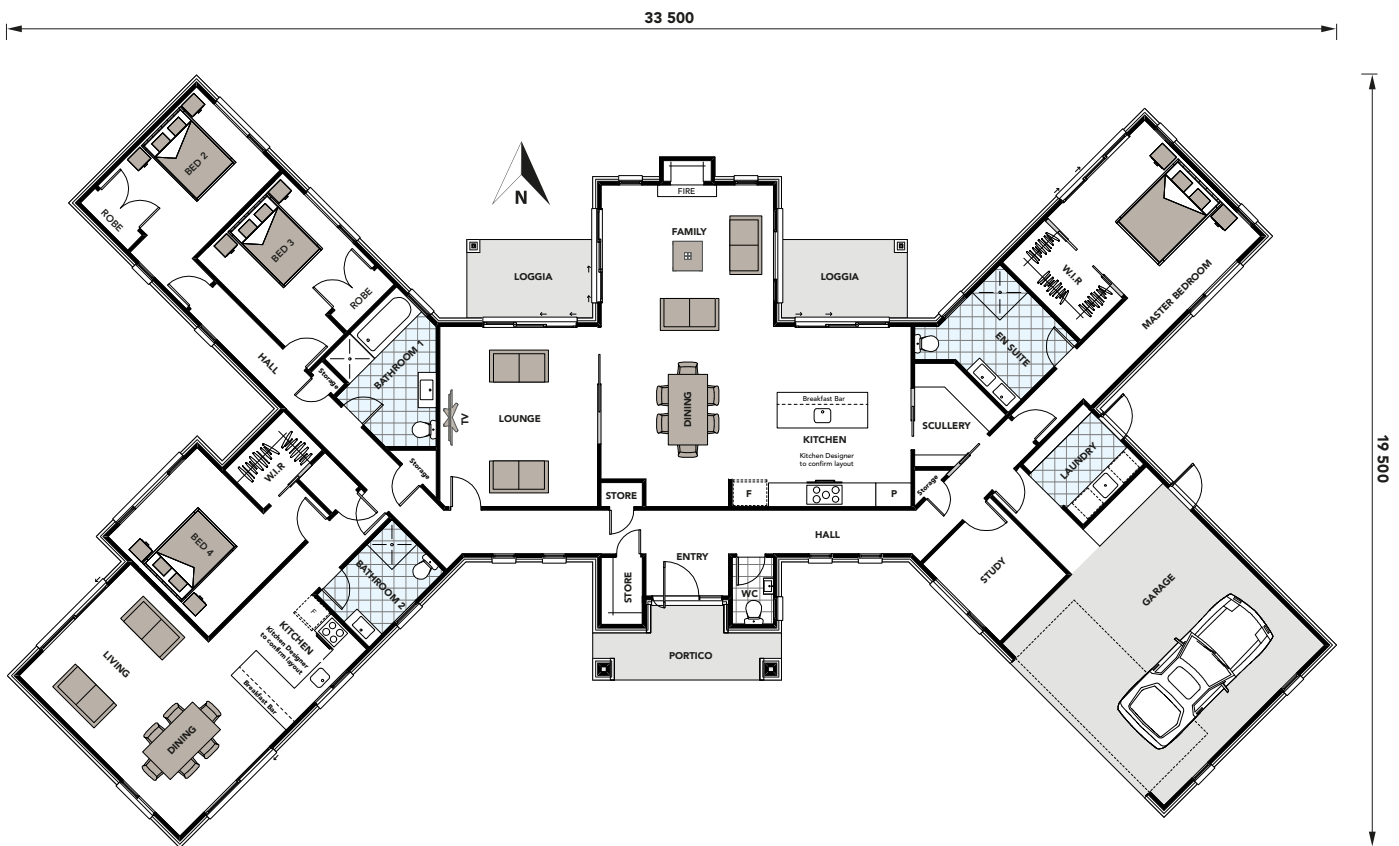 33 500
19 500
BED 2
ROBE
BED 3
ROBE
HALL
Storage
BATHROOM 1
Storage
N
LOGGIA
FIRE
FAMILY
LOGGIA
TV
LOUNGE
DINING
Breakfast Bar
KITCHEN
Kitchen Designer
to confirm layout
F
P
STORE
SCULLERY
Storage
EN SUITE
W.I.R
MASTER BEDROOM
LAUNDRY
STUDY
GARAGE
HALL
ENTRY
STORE
WC
PORTICO
W.I.R
BED 4
BATHROOM 2
F
KITCHEN
Kitchen Designer
to confirm layout
Breakfast Bar
LIVING
DINING